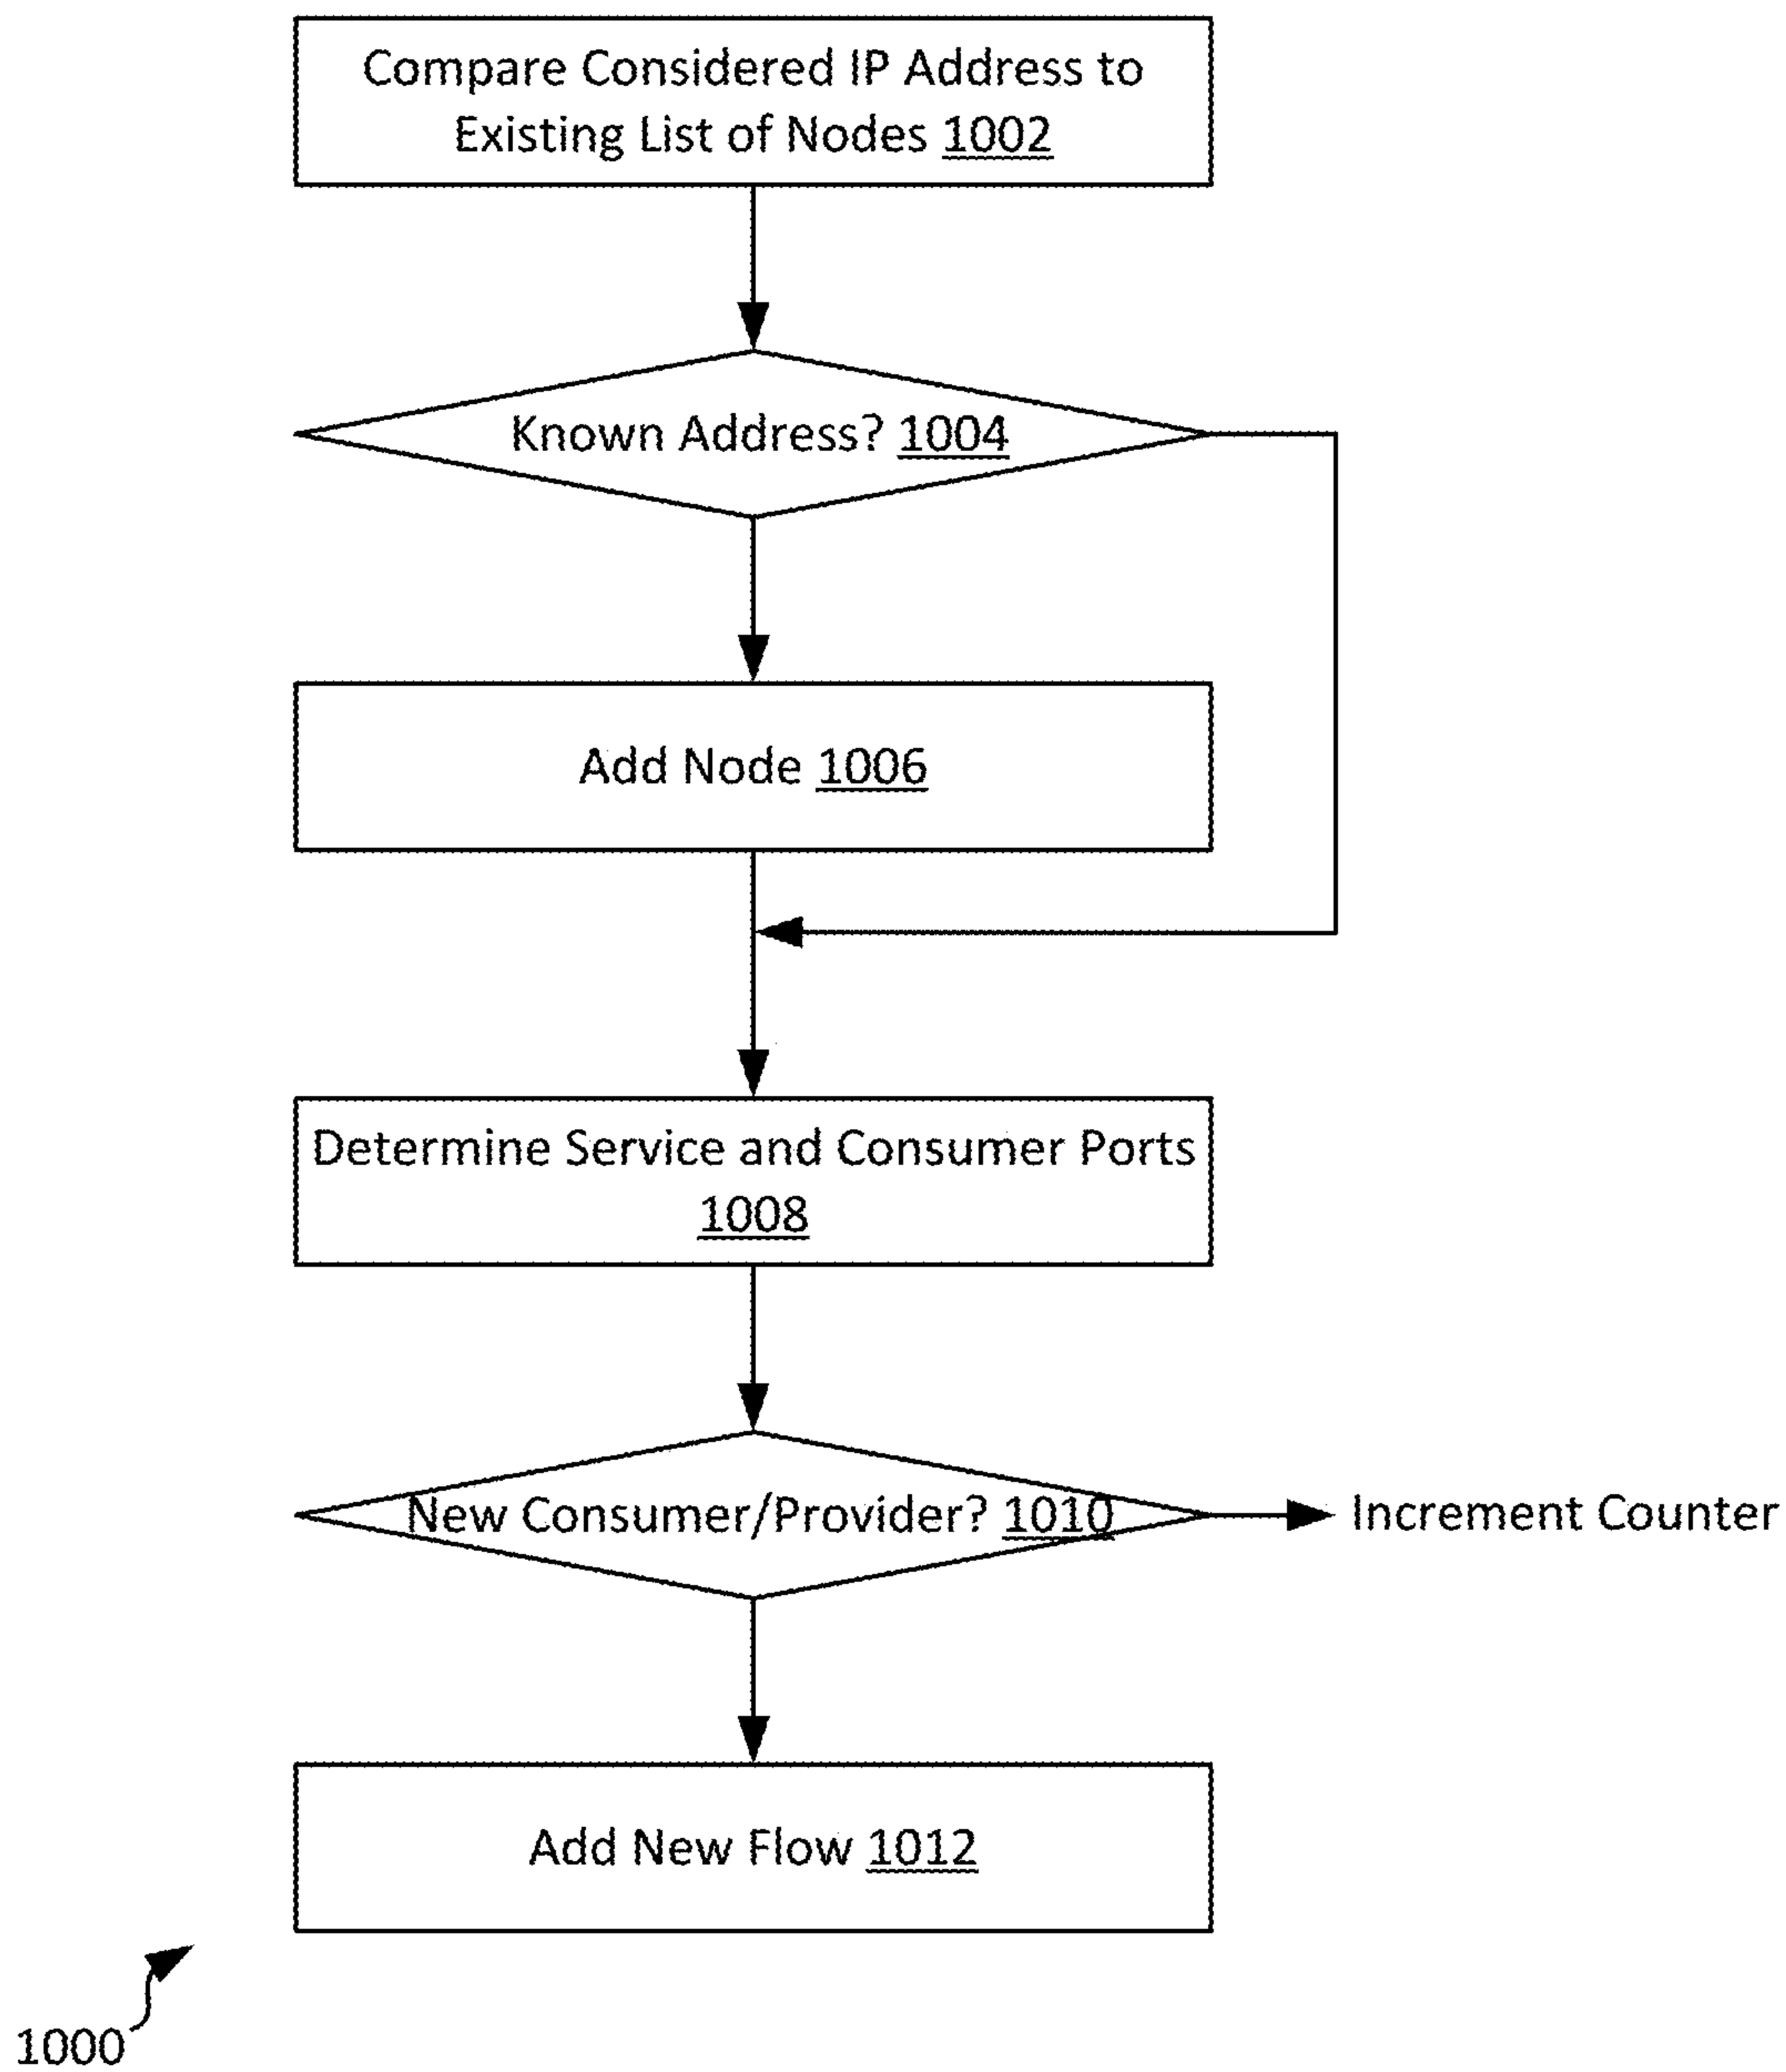 Compare Considered IP Address to
Existing List of Nodes 1002
Known Address? 1004
Add Node 1006
Determine Service and Consumer Ports
1008
New Consumer/Provider? 1010
Increment Counter
Add New Flow 1012
1000